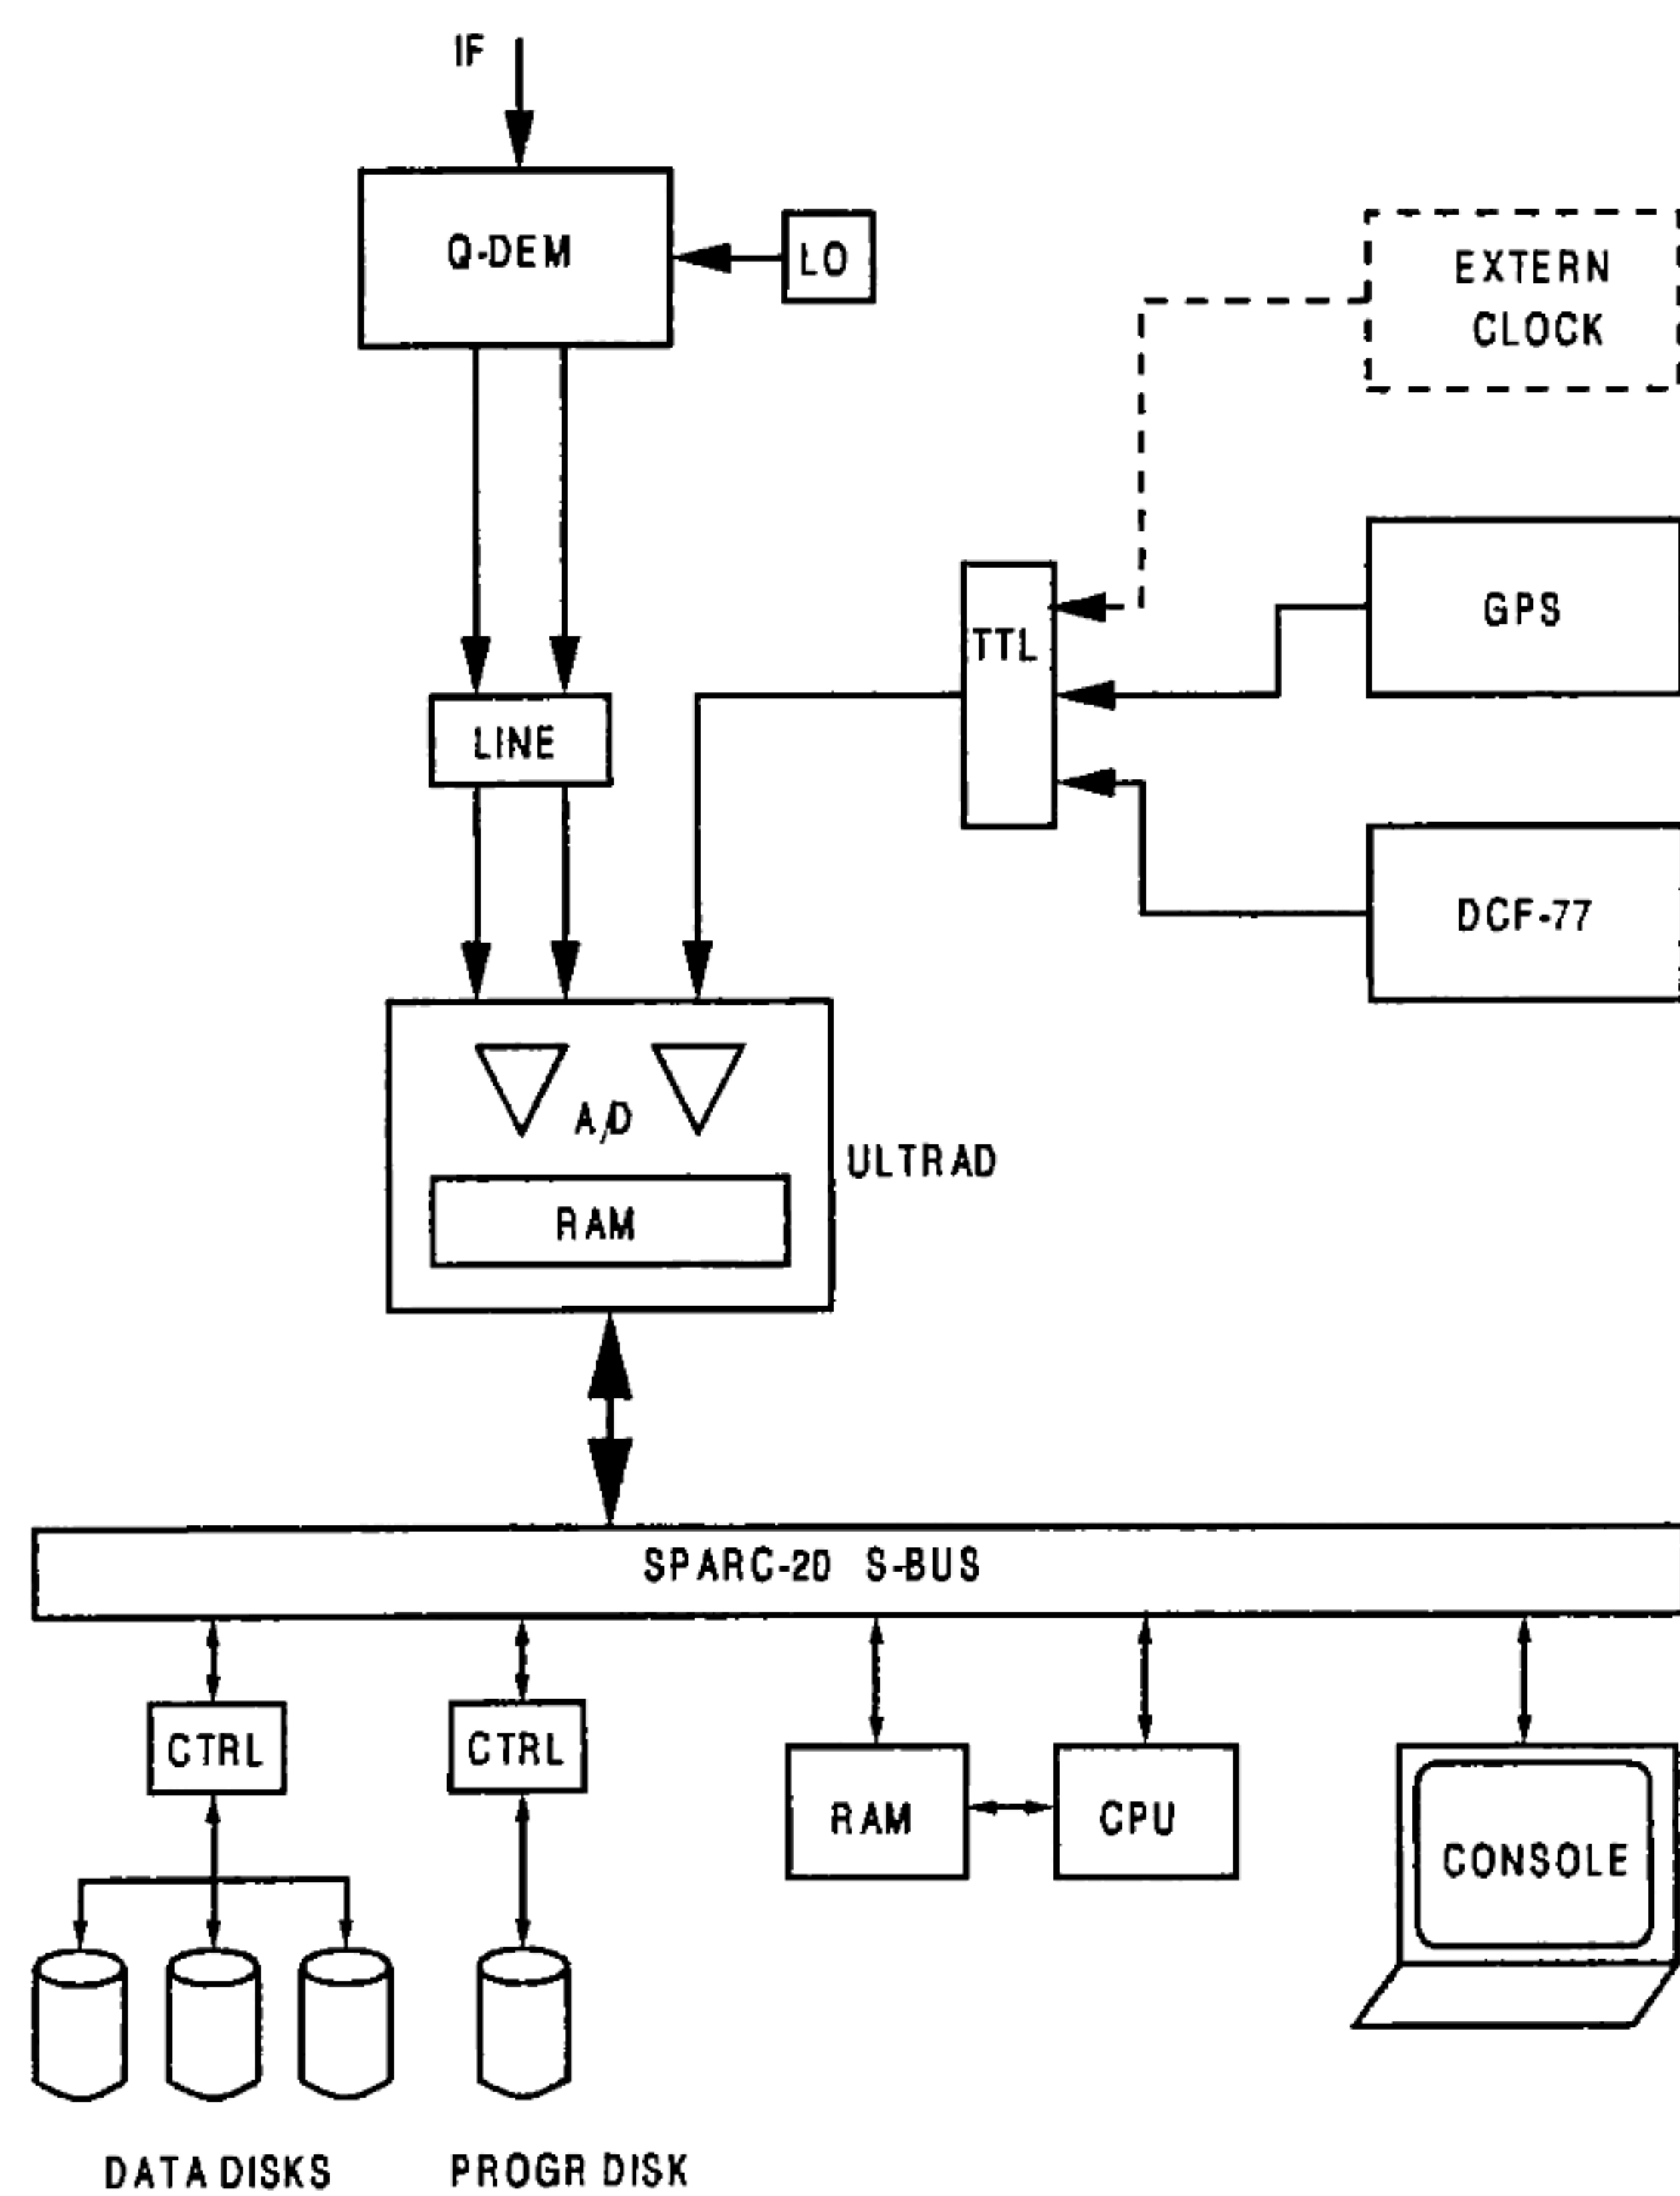 IF
Q-DEM
LO
EXTERN
CLOCK
GPS
TTL
LINE
DCF-77
A/D
ULTRAD
RAM
SPARC-20 S-BUS
CTRL
CTRL
RAM
CPU
CONSOLE
DATA DISKS
PROGR DISK